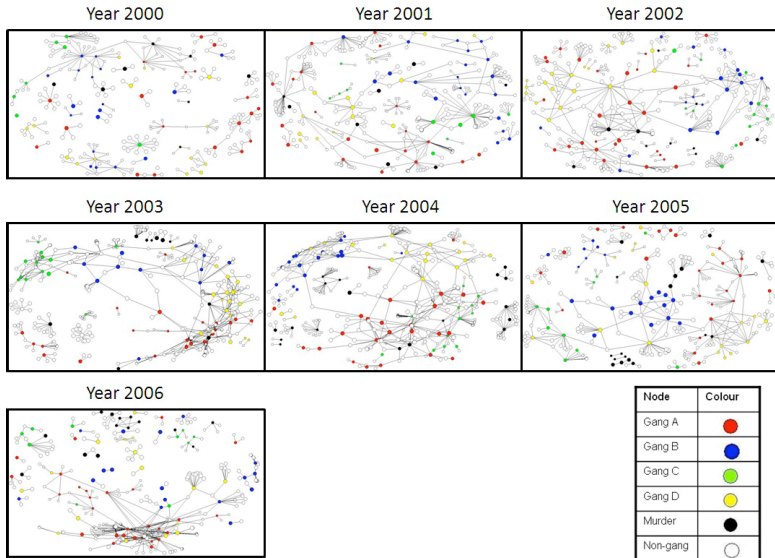 Year 2000
Year 2001
Year 2002
Year 2003
Year 2004
Year 2005
Year 2006
Node Colour
Gang A
Gang B
Gang C
Gang D
Murder
Non-gang